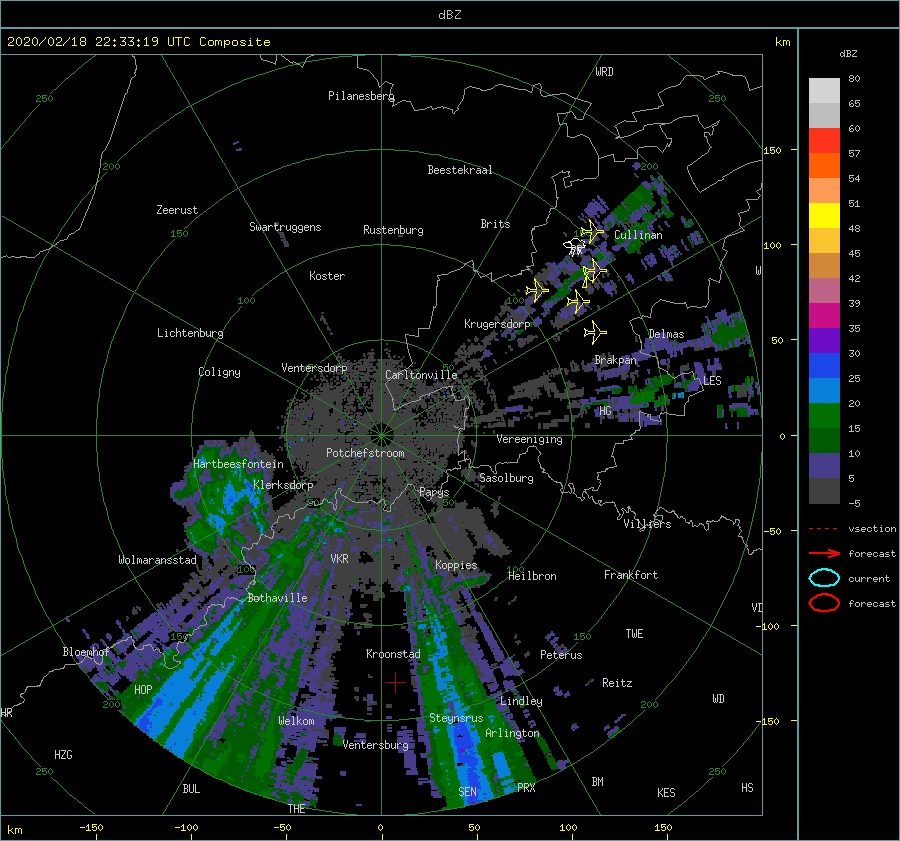 dBZ
2020/02/18 22:33:19 UTC Composite
km
dBZ
WRD
80
250
Pilanesberg
250
65
60
150
57
200
Beestekraal
200
54
51
Zeerust
Swartruggens
Brits
150
Rustenburg
Cullinan
48
100
45
W
Koster
42
100
100
39
Krugersdorp
35
Lichtenburg
Delmas
50
30
Brakpan
Ventersdorp
Coligny
Carltonville
LES
25
20
HG
15
Vereeniging
0
Potchefstroom
10
Hartbeesfontein
Sasolburg
5
Klerksdorp
Parys
50
50
-5
Villiers
vsection
-50
Wolmaransstad
VKR
forecast
Koppies
100
100
Heilbron
Frankfort
current
Bothaville
forecast
VD
-100
150
150
TWE
Bloemhof
Kroonstad
Peterus
Reitz
HOP
WD
200
Lindley
200
HR
Welkom
Steynsrus
-150
Arlington
Ventersburg
HZG
250
250
BM
BUL
SEN
PRX
KES
HS
THE
km
-150
-100
-50
0
50
100
150